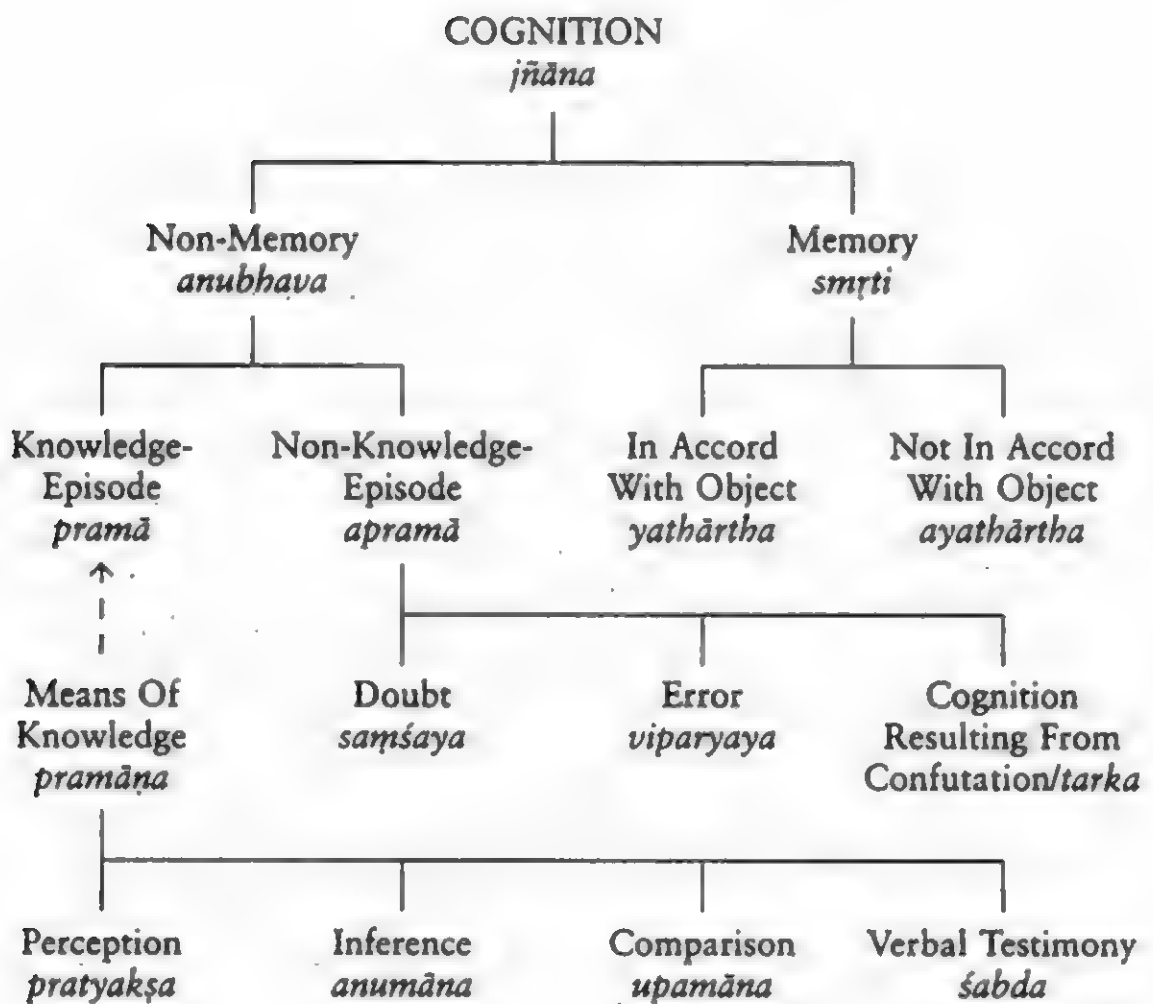 COGNITION
jñāna
Non-Memory
anubhava
Memory
smṛti
Knowledge-
Episode
pramā
Non-Knowledge-
Episode
apramā
In Accord
With Object
yathārtha
Not In Accord
With Object
ayathārtha
Means Of
Knowledge
pramāṇa
Doubt
saṃśaya
Error
viparyaya
Cognition
Resulting From
Confutation/tarka
Perception
pratyakṣa
Inference
anumāna
Comparison
upamāna
Verbal Testimony
śabda